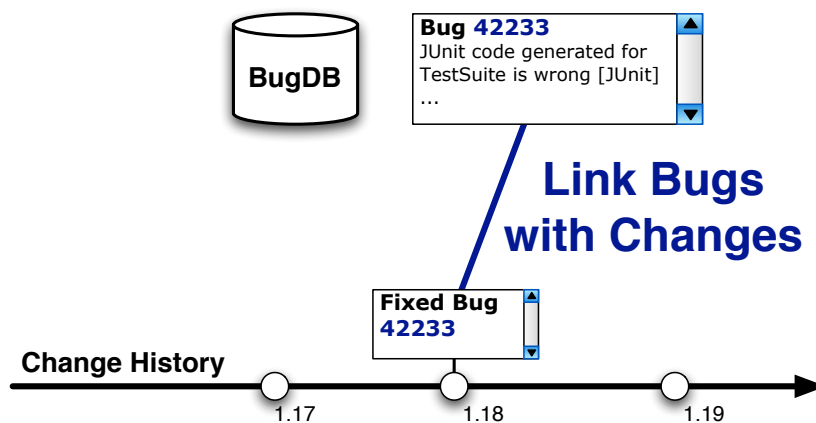 BugDB
Bug 42233
JUnit code generated for
TestSuite is wrong [JUnit]
...
Link Bugs
with Changes
Fixed Bug
42233
Change History
1.17
1.18
1.19